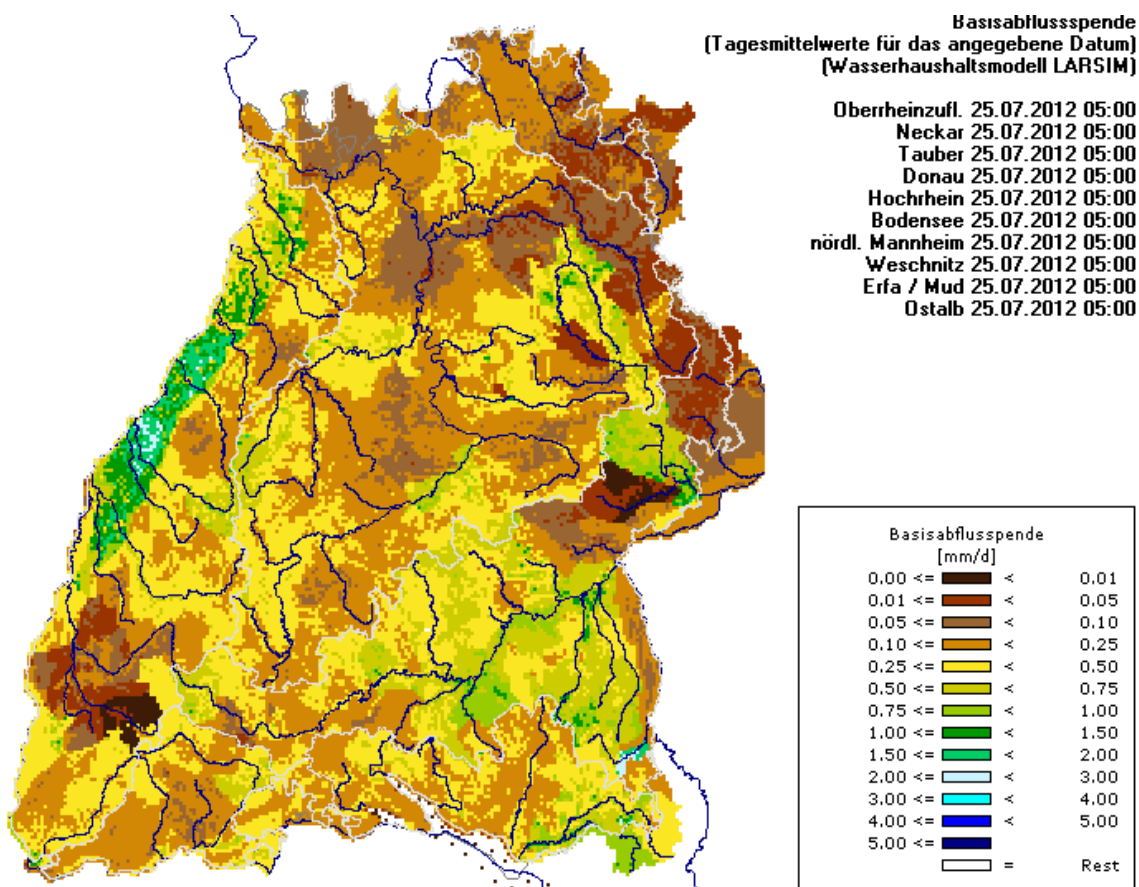 Basisabflussspende
(Tagesmittelwerte für das angegebene Datum)
(Wasserhaushaltsmodell LARSIM)
Oberrheinzufl. 25.07.2012 05:00
Neckar 25.07.2012 05:00
Tauber 25.07.2012 05:00
Donau 25.07.2012 05:00
Hochrhein 25.07.2012 05:00
Bodensee 25.07.2012 05:00
nördl. Mannheim 25.07.2012 05:00
Weschnitz 25.07.2012 05:00
Erfa / Mud 25.07.2012 05:00
Ostalb 25.07.2012 05:00
Basisabflusspende
[mm/d]
0.00 <= < 0.01
0.01 <= < 0.05
0.05 <= < 0.10
0.10 <= < 0.25
0.25 <= < 0.50
0.50 <= < 0.75
0.75 <= < 1.00
1.00 <= < 1.50
1.50 <= < 2.00
2.00 <= < 3.00
3.00 <= < 4.00
4.00 <= < 5.00
5.00 <=
= Rest